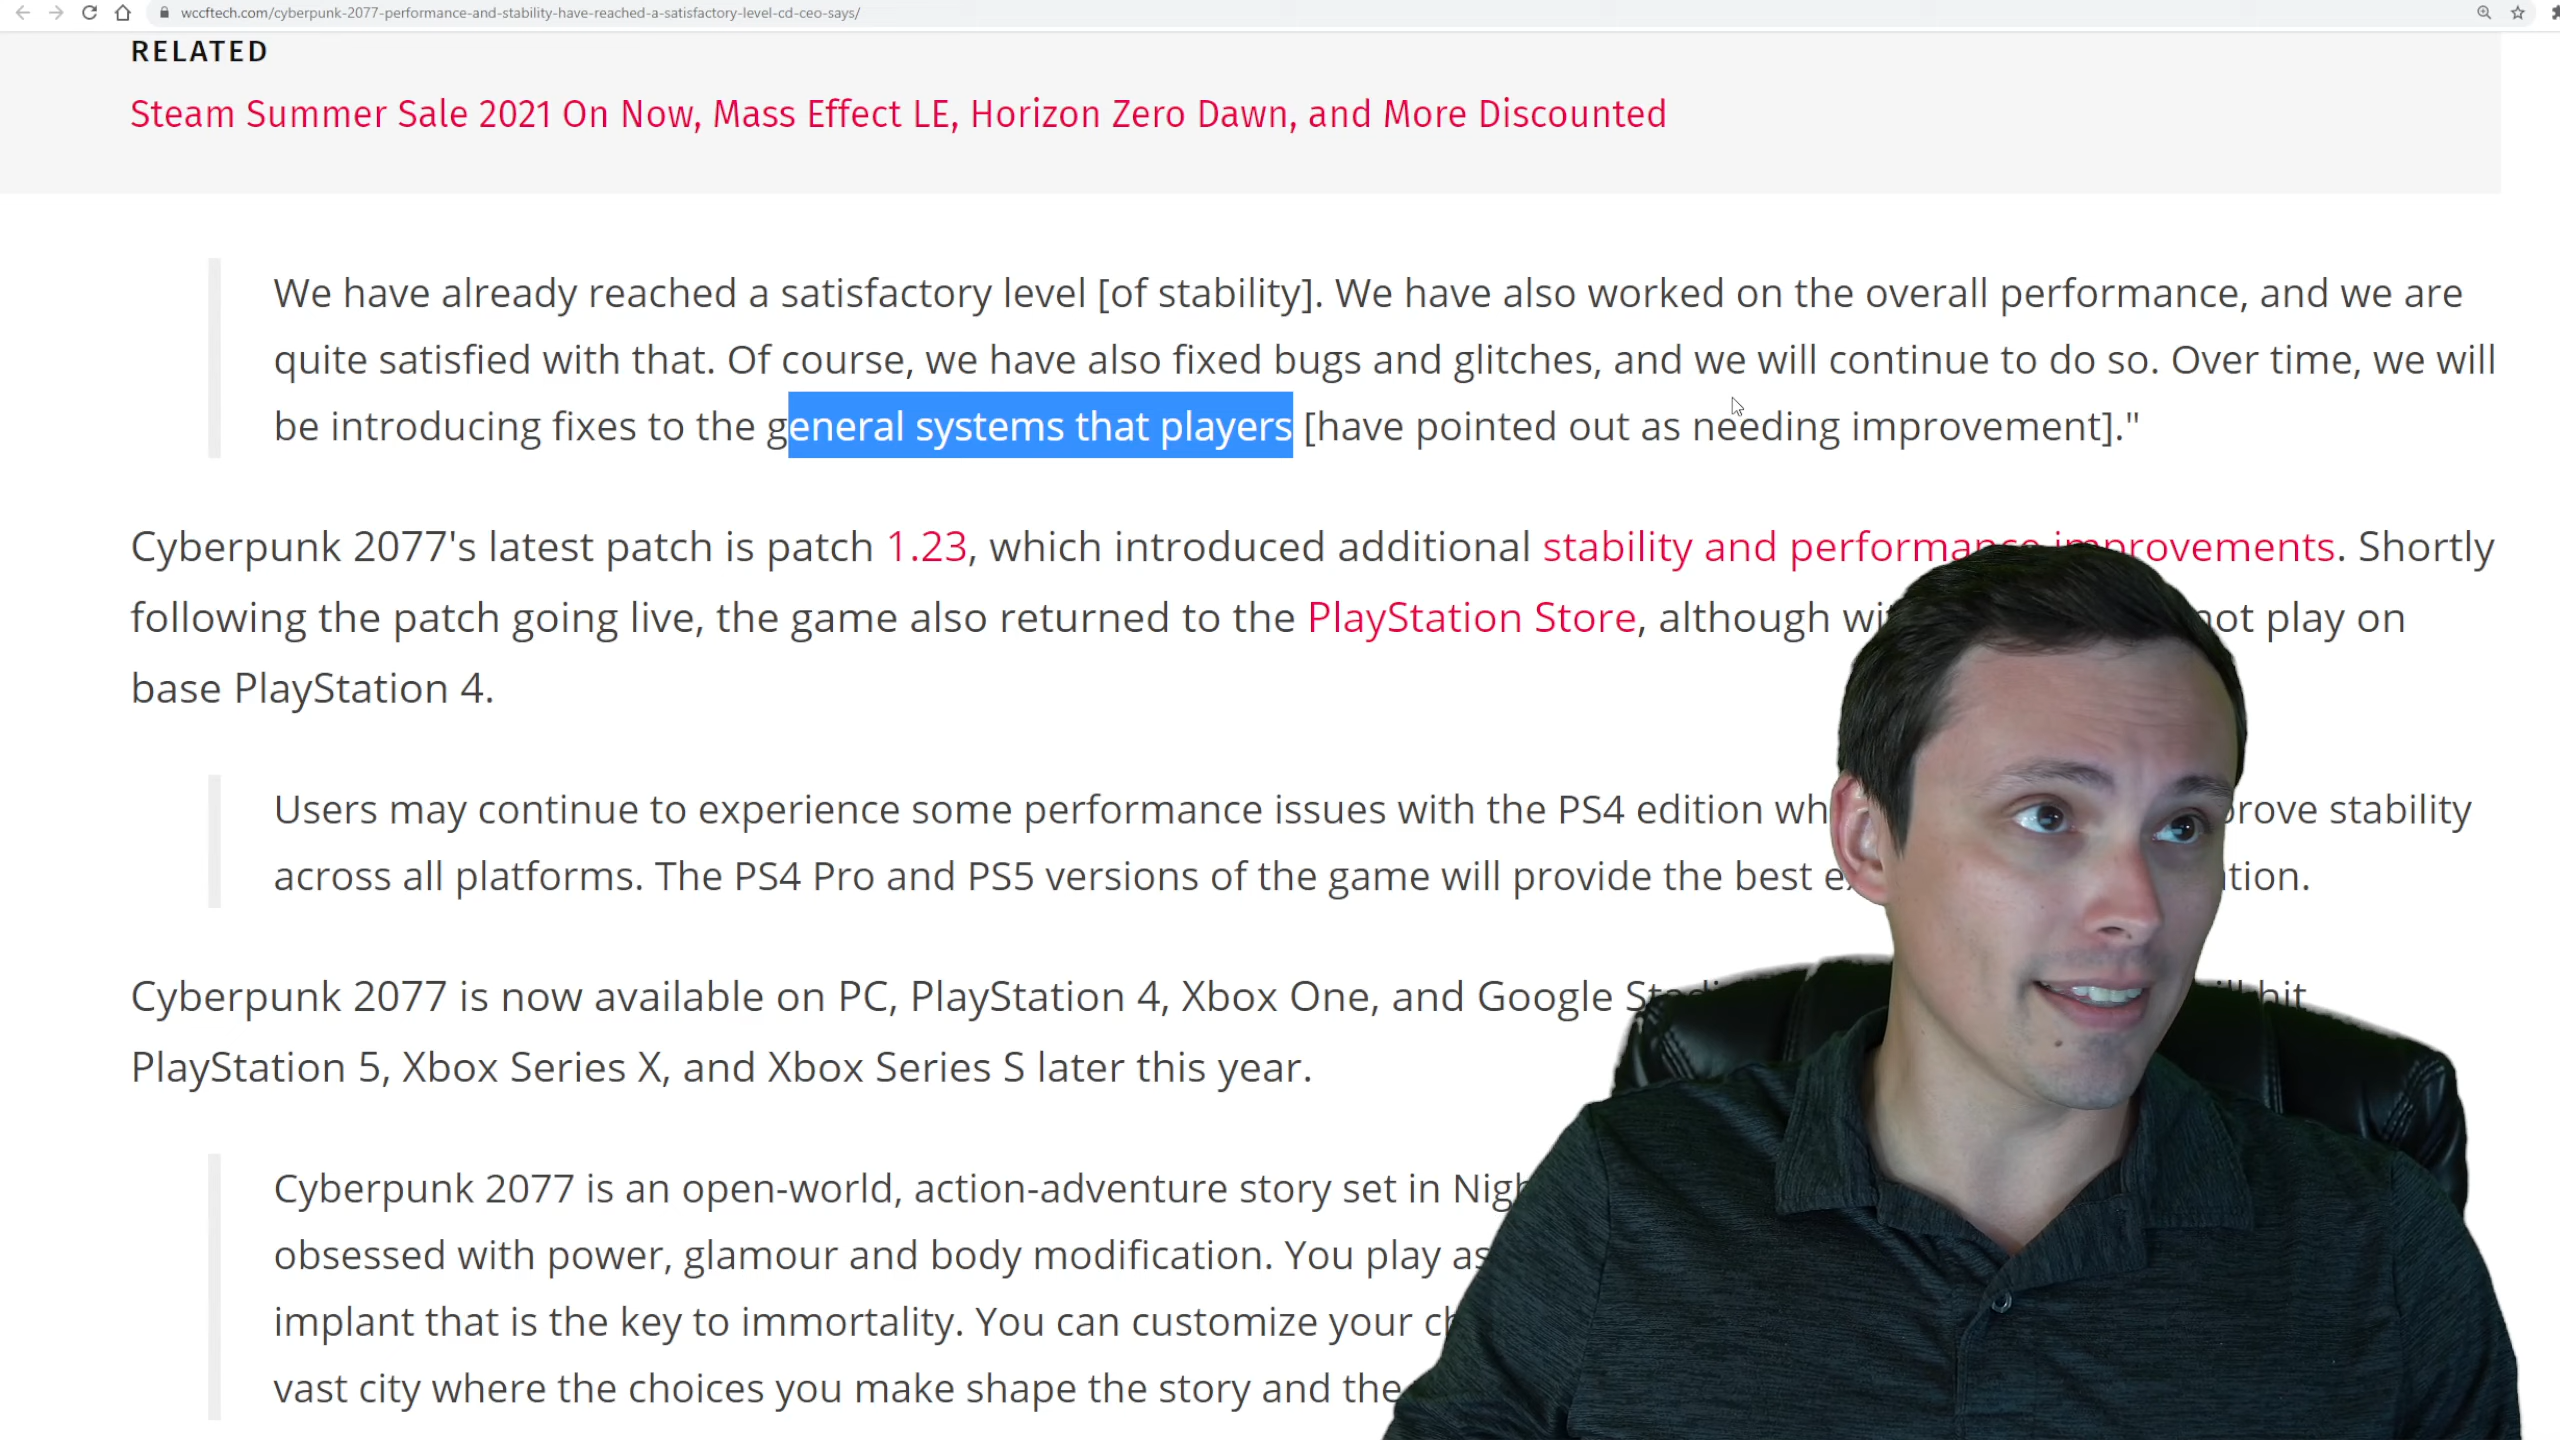 wccftech.com/cyberpunk-2077-performance-and-stability-have-reached-a-satisfactory-level-cd-ceo-says/
RELATED
Steam Summer Sale 2021 On Now, Mass Effect LE, Horizon Zero Dawn, and More Discounted
We have already reached a satisfactory level [of stability]. We have also worked on the overall performance, and we are
quite satisfied with that. Of course, we have also fixed bugs and glitches, and we will continue to do so. Over time, we will
be introducing fixes to the general systems that players [have pointed out as needing improvement]."
Cyberpunk 2077's latest patch is patch 1.23, which introduced additional stability and performance improvements. Shortly
following the patch going live, the game also returned to the PlayStation Store, although not play on
base PlayStation 4.
Users may continue to experience some performance issues with the PS4 edition stability
across all platforms. The PS4 Pro and PS5 versions of the game will provide the best
Cyberpunk 2077 is now available on PC, PlayStation 4, Xbox One, and Google hit
PlayStation 5, Xbox Series X, and Xbox Series S later this year.
Cyberpunk 2077 is an open-world, action-adventure story set in
obsessed with power, glamour and body modification. You play as
implant that is the key to immortality. You can customize your
vast city where the choices you make shape the story and the